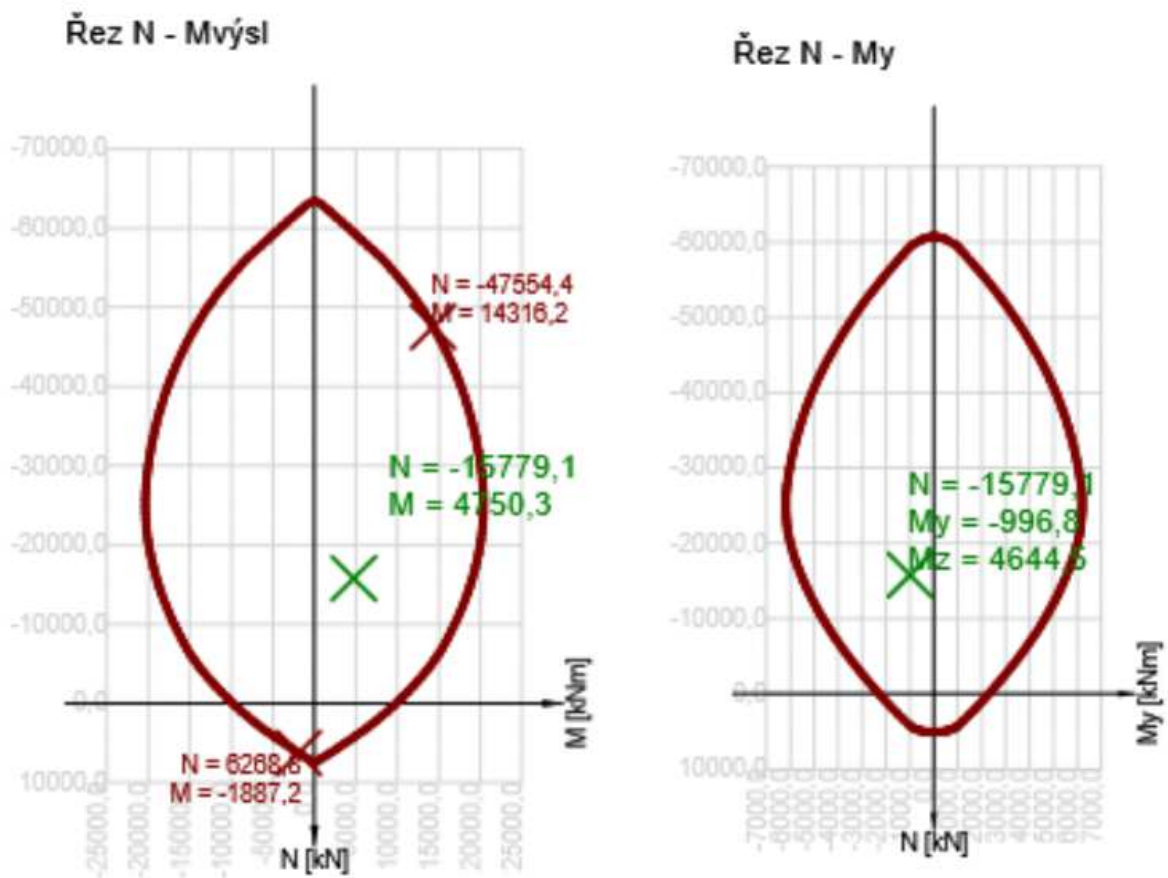 Řez N - Mvýsl
-70000,0
-60000,0
-50000,0
-40000,0
-30000,0
-20000,0
-10000,0
0,0
10000,0
N = -47554,4
M = 14316,2
N = -15779,1
M = 4750,3
N = 6268,8
M = -1887,2
M [kNm]
-25000,0
-20000,0
-15000,0
-10000,0
-5000,0
5000,0
10000,0
15000,0
20000,0
25000,0
N [kN]
Řez N - My
-70000,0
-60000,0
-50000,0
-40000,0
-30000,0
-20000,0
-10000,0
0,0
10000,0
N = -15779,1
My = -996,8
Mz = 4644,5
My [kNm]
N [kN]